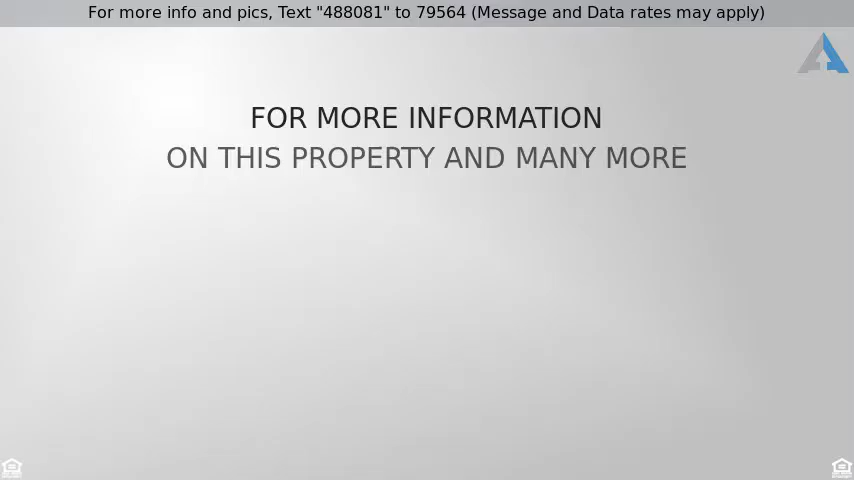 For more info and pics, Text "488081" to 79564 (Message and Data rates may apply)
FOR MORE INFORMATION
ON THIS PROPERTY AND MANY MORE